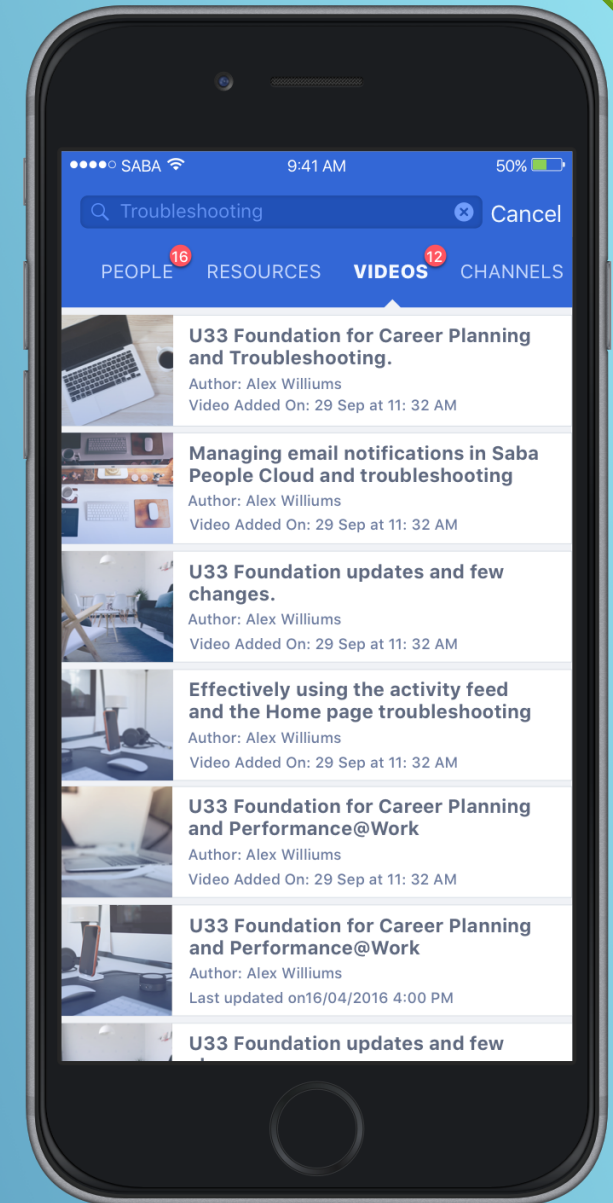 SABA 9:41 AM 50%
Troubleshooting Cancel
PEOPLE 16 RESOURCES VIDEOS 12 CHANNELS
U33 Foundation for Career Planning
and Troubleshooting.
Author: Alex Williums
Video Added On: 29 Sep at 11: 32 AM
Managing email notifications in Saba
People Cloud and troubleshooting
Author: Alex Williums
Video Added On: 29 Sep at 11: 32 AM
U33 Foundation updates and few
changes.
Author: Alex Williums
Video Added On: 29 Sep at 11: 32 AM
Effectively using the activity feed
and the Home page troubleshooting
Author: Alex Williums
Video Added On: 29 Sep at 11: 32 AM
U33 Foundation for Career Planning
and Performance@Work
Author: Alex Williums
Video Added On: 29 Sep at 11: 32 AM
U33 Foundation for Career Planning
and Performance@Work
Author: Alex Williums
Last updated on16/04/2016 4:00 PM
U33 Foundation updates and few